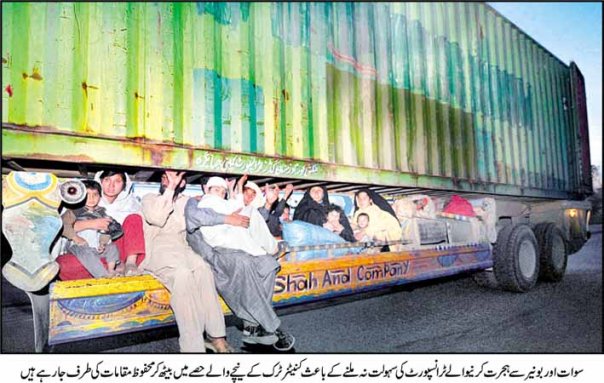 Shah And Company
سوات اور بونیر سے ہجرت کرنیوالے ٹرانسپورٹ کی سہولت نہ ملنے کے باعث کنٹینر ٹرک کے نیچے والے حصے میں بیٹھ کر محفوظ مقامات کی طرف جا رہے ہیں